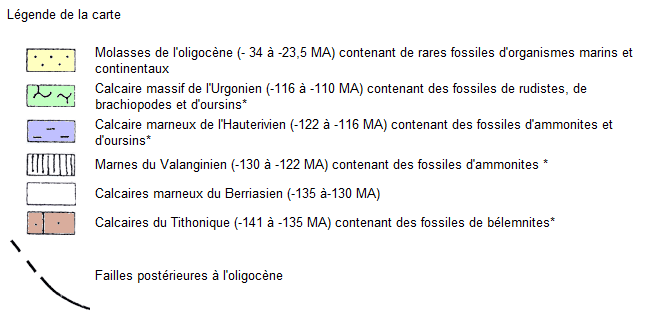 Légende de la carte
Molasses de l'oligocène (- 34 à -23,5 MA) contenant de rares fossiles d'organismes marins et
continentaux
Calcaire massif de l'Urgonien (-116 à -110 MA) contenant des fossiles de rudistes, de
brachiopodes et d'oursins*
Calcaire marneux de l'Hauterivien (-122 à -116 MA) contenant des fossiles d'ammonites et
d'oursins*
Marnes du Valanginien (-130 à -122 MA) contenant des fossiles d'ammonites *
Calcaires marneux du Berriasien (-135 à-130 MA)
Calcaires du Tithonique (-141 à -135 MA) contenant des fossiles de bélemnites*
Failles postérieures à l'oligocène